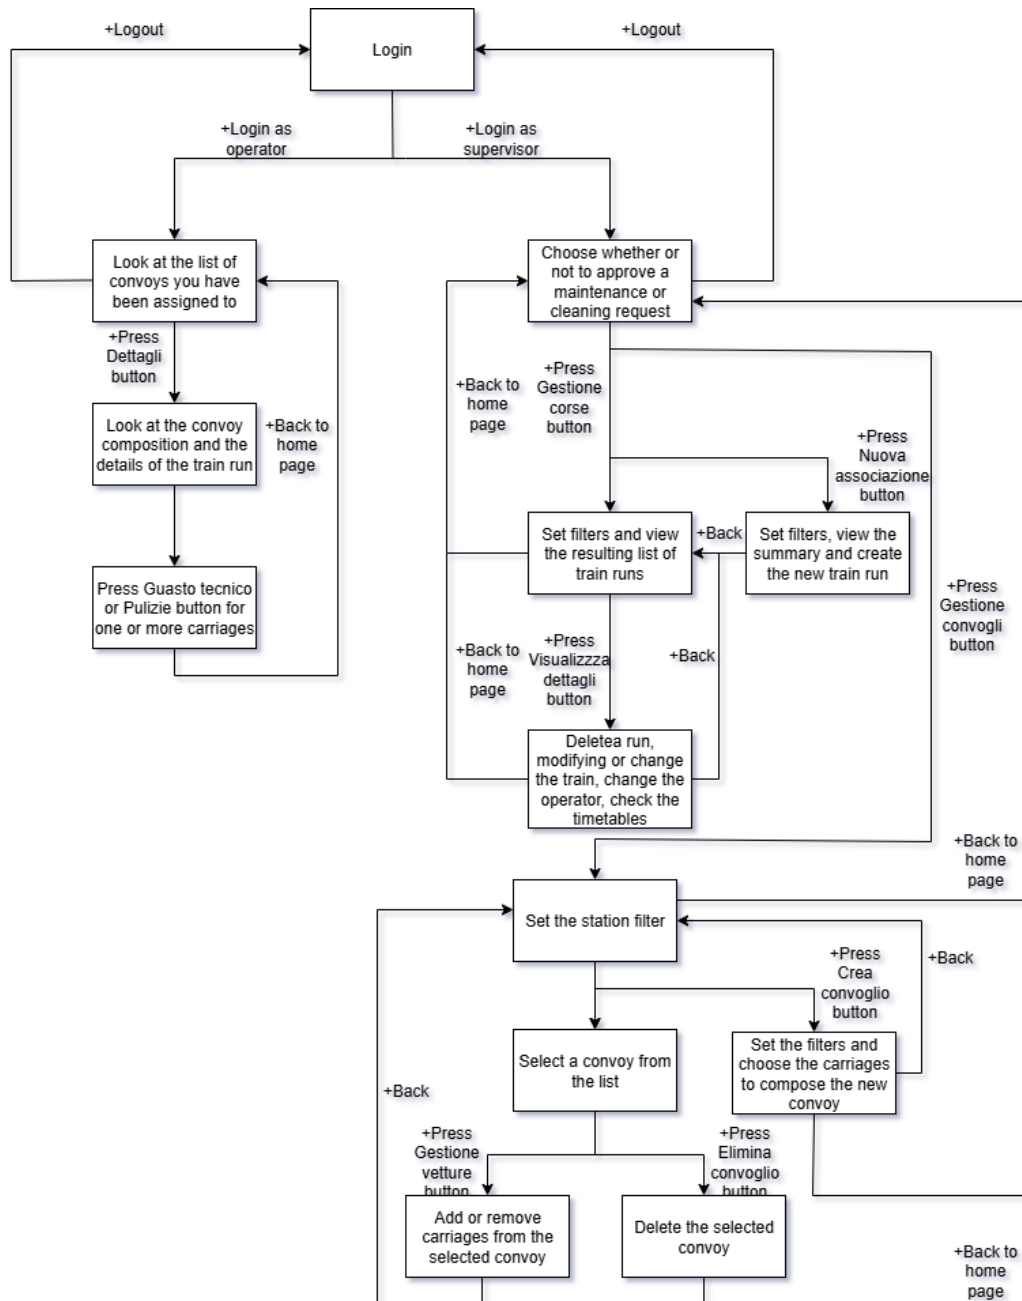 +Logout
+Logout
Login
+Login as
operator
+Login as
supervisor
Look at the list of
convoys you have
been assigned to
Choose whether or
not to approve a
maintenance or
cleaning request
+Press
Dettagli
button
+Press
Gestione
corse
button
+Back to
home
page
Look at the convoy
composition and the
details of the train run
+Back to
home
page
+Press
Nuova
associazione
button
Set filters and view
the resulting list of
train runs
+Back
Set filters, view the
summary and create
the new train run
Press Guasto tecnico
or Pulizie button for
one or more carriages
+Press
Gestione
convogli
button
+Back to
home
page
+Press
Visualizzza
dettagli
button
+Back
Deletea run,
modifying or change
the train, change the
operator, check the
timetables
+Back to
home
page
Set the station filter
+Press
Crea
convoglio
button
+Back
Select a convoy from
the list
Set the filters and
choose the carriages
to compose the new
convoy
+Back
+Press
Gestione
vetture
button
+Press
Elimina
convoglio
button
Add or remove
carriages from the
selected convoy
Delete the selected
convoy
+Back to
home
page